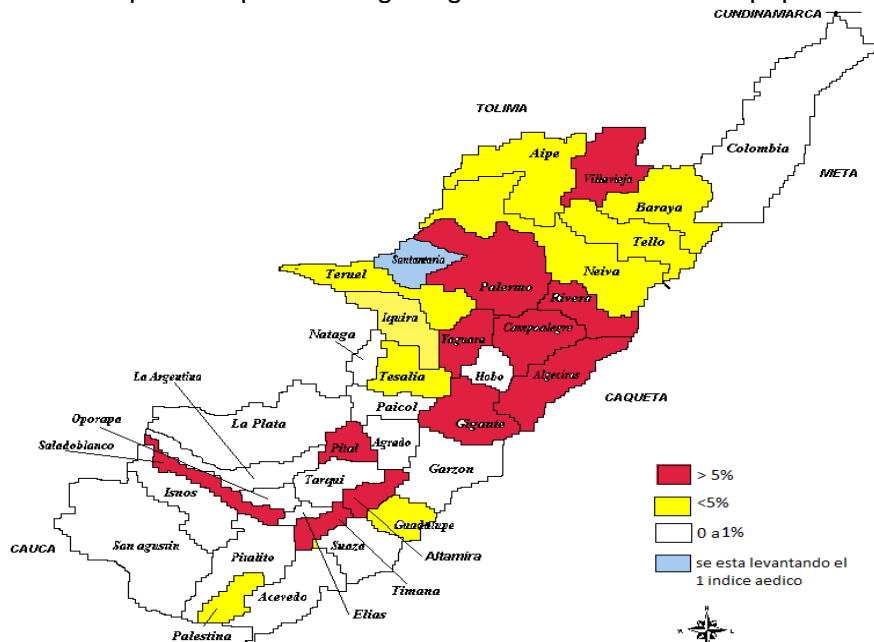 CUNDINAMARCA
TOLIMA
Colombia
Aipe
META
Villavieja
Baraya
Tello
Santamaria
Neiva
Teruel
Palermo
Rivera
Iquira
Campoalegre
Nataga
Yaguara
Hobo
Algeciras
La Argentina
Tesalia
CAQUETA
Paicol
Oporapa
La Plata
Gigante
Saladoblanco
Pital
Agrado
Garzon
Isnos
Tarqui
> 5%
<5%
Guadalupe
0 a 1%
CAUCA
San agustin
Suaza
Altamira
Pitalito
se esta levantando el
1 indice aedico
Acevedo
Timana
Elias
Palestina
N